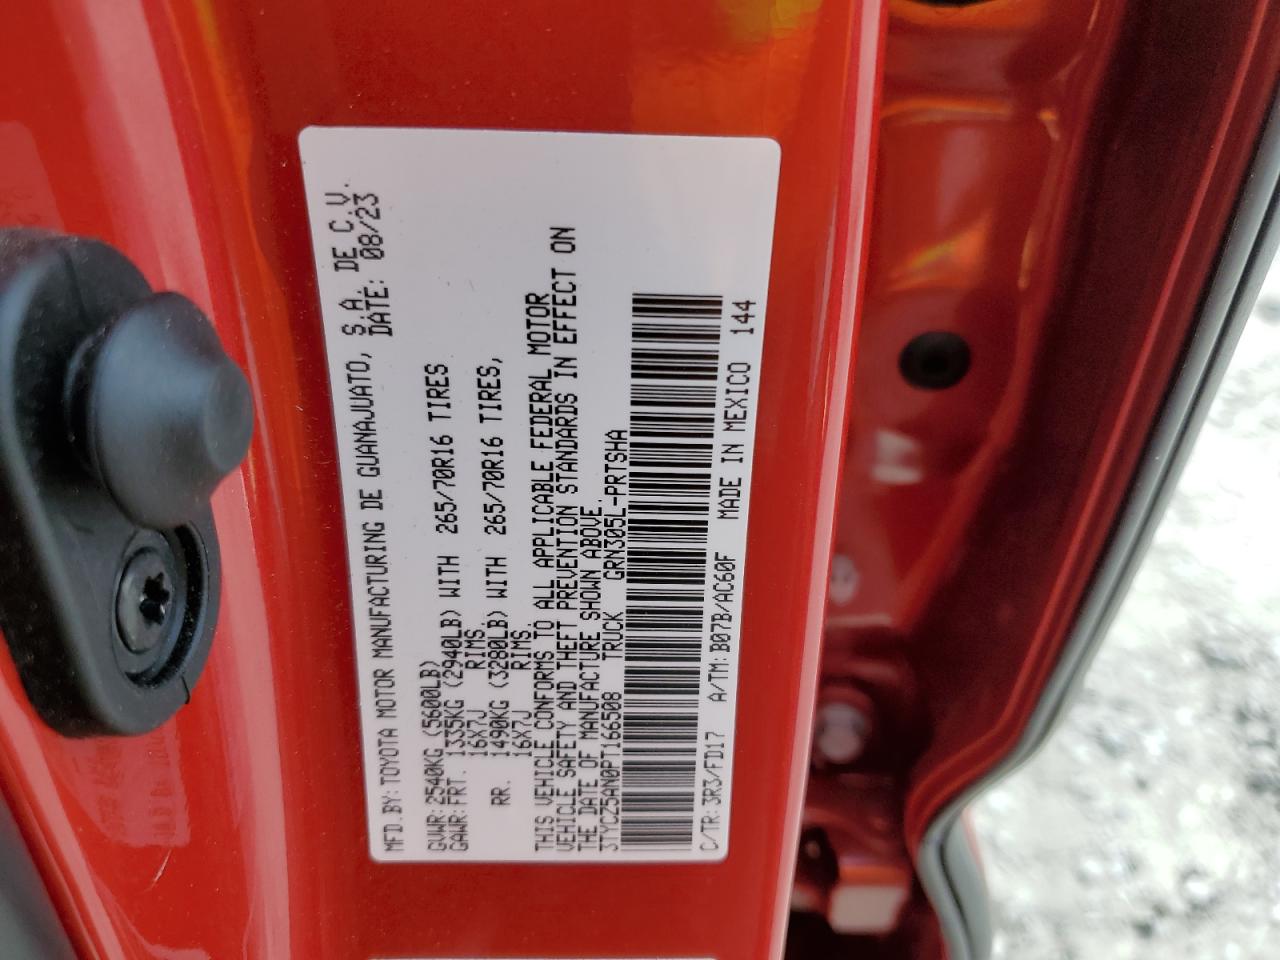 MFD.BY:TOYOTA MOTOR MANUFACTURING DE GUANAJUATO, S.A. DE C.V.
DATE: 08/23
GVWR:2540KG (5600LB)
GAWR:FRT. 1335KG (2940LB) WITH 265/70R16 TIRES
16X7J RIMS.
RR. 1490KG (3280LB) WITH 265/70R16 TIRES,
16X7J RIMS.
THIS VEHICLE CONFORMS TO ALL APPLICABLE FEDERAL MOTOR
VEHICLE SAFETY AND THEFT PREVENTION STANDARDS IN EFFECT ON
THE DATE OF MANUFACTURE SHOWN ABOVE.
3TYCZ5AN0PT166508 TRUCK GRN305L-PRTSHA
C/TR:3R3/FD17 A/TM:B07B/AC60F MADE IN MEXICO 144